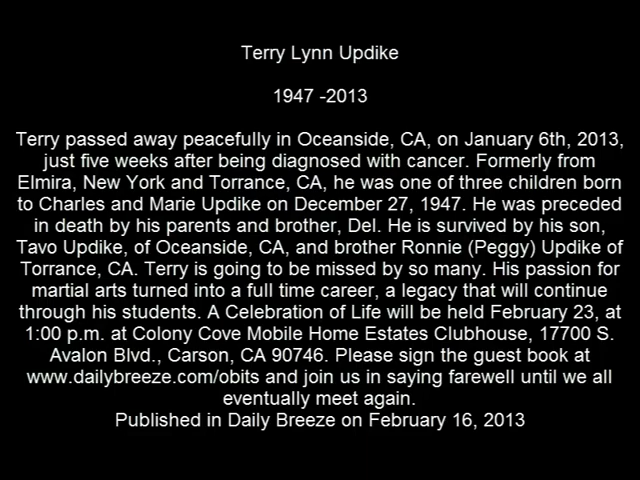 Terry Lynn Updike
1947 -2013
Terry passed away peacefully in Oceanside, CA, on January 6th, 2013,
just five weeks after being diagnosed with cancer. Formerly from
Elmira, New York and Torrance, CA, he was one of three children born
to Charles and Marie Updike on December 27, 1947. He was preceded
in death by his parents and brother, Del. He is survived by his son,
Tavo Updike, of Oceanside, CA, and brother Ronnie (Peggy) Updike of
Torrance, CA. Terry is going to be missed by so many. His passion for
martial arts turned into a full time career, a legacy that will continue
through his students. A Celebration of Life will be held February 23, at
1:00 p.m. at Colony Cove Mobile Home Estates Clubhouse, 17700 S.
Avalon Blvd., Carson, CA 90746. Please sign the guest book at
www.dailybreeze.com/obits and join us in saying farewell until we all
eventually meet again.
Published in Daily Breeze on February 16, 2013